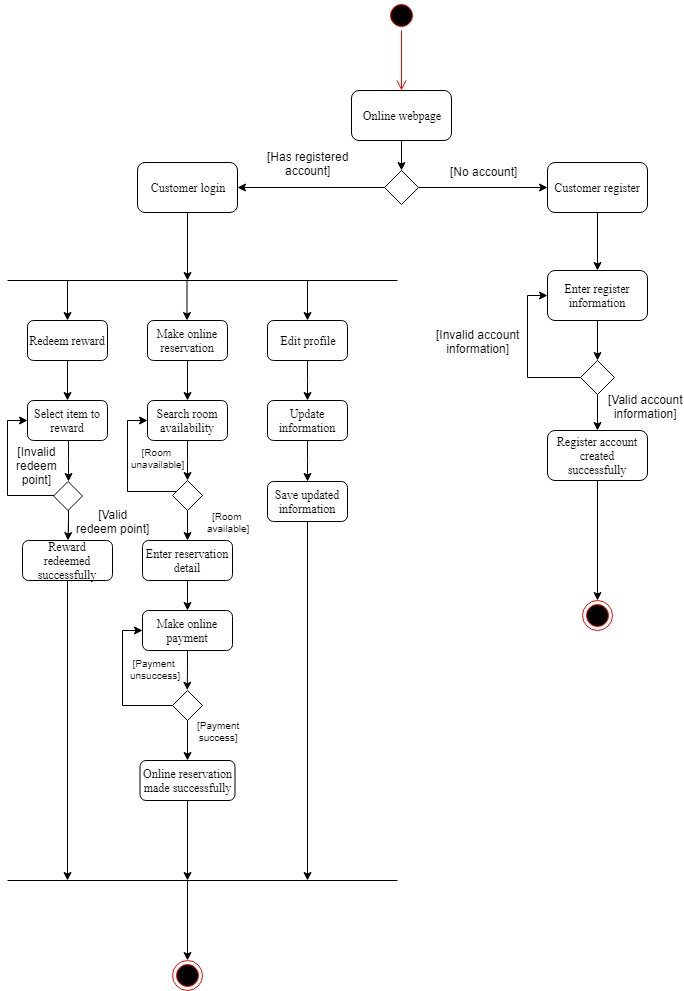 Online webpage
[Has registered
account]
[No account]
Customer login
Customer register
Enter register
information
[Invalid account
information]
[Valid account
information]
Register account
created
successfully
Redeem reward
Make online
reservation
Edit profile
Select item to
reward
Search room
availability
Update
information
[Invalid
redeem
point]
[Room
unavailable]
Save updated
information
[Valid
redeem point]
[Room
available]
Reward
redeemed
successfully
Enter reservation
detail
Make online
payment
[Payment
unsuccess]
[Payment
success]
Online reservation
made successfully